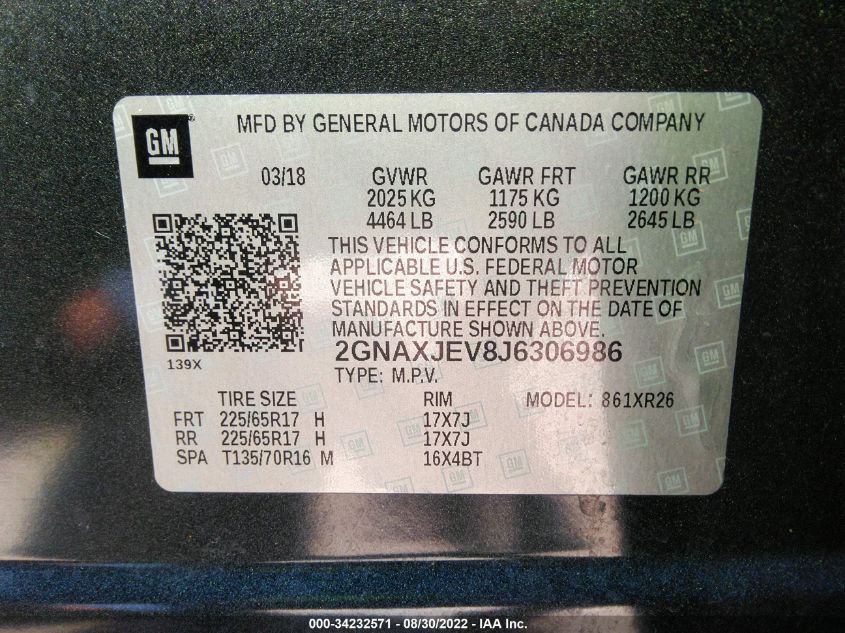 GM ®
MFD BY GENERAL MOTORS OF CANADA COMPANY
03/18 GVWR GAWR FRT GAWR RR
2025 KG 1175 KG 1200 KG
4464 LB 2590 LB 2645 LB
THIS VEHICLE CONFORMS TO ALL
APPLICABLE U.S. FEDERAL MOTOR
VEHICLE SAFETY AND THEFT PREVENTION
STANDARDS IN EFFECT ON THE DATE OF
MANUFACTURE SHOWN ABOVE.
2GNAXJEV8J6306986
139X
TYPE: M.P.V.
TIRE SIZE RIM MODEL: 861XR26
FRT 225/65R17 H 17X7J
RR 225/65R17 H 17X7J
SPA T135/70R16 M 16X4BT
000-34232571 - 08/30/2022 - IAA Inc.